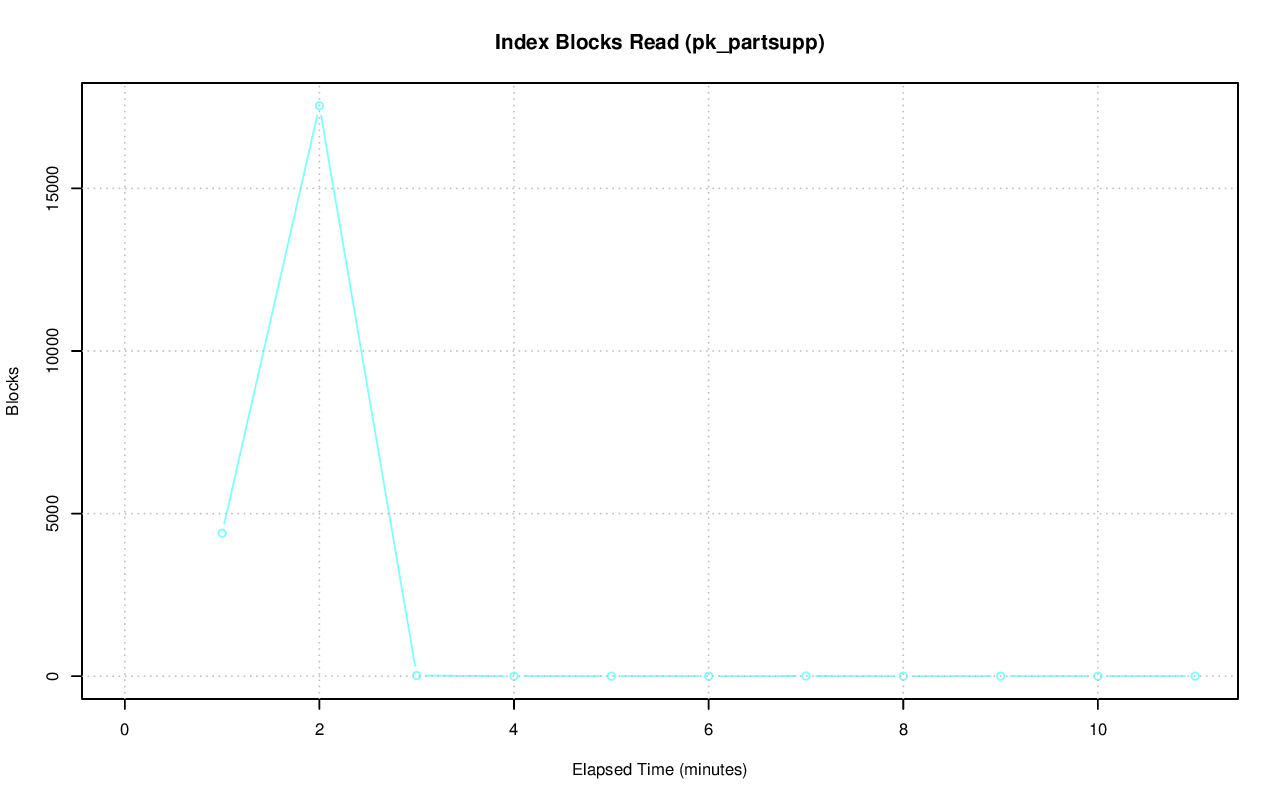 Index Blocks Read (pk_partsupp)
15000
10000
5000
0
Blocks
0 2 4 6 8 10
Elapsed Time (minutes)